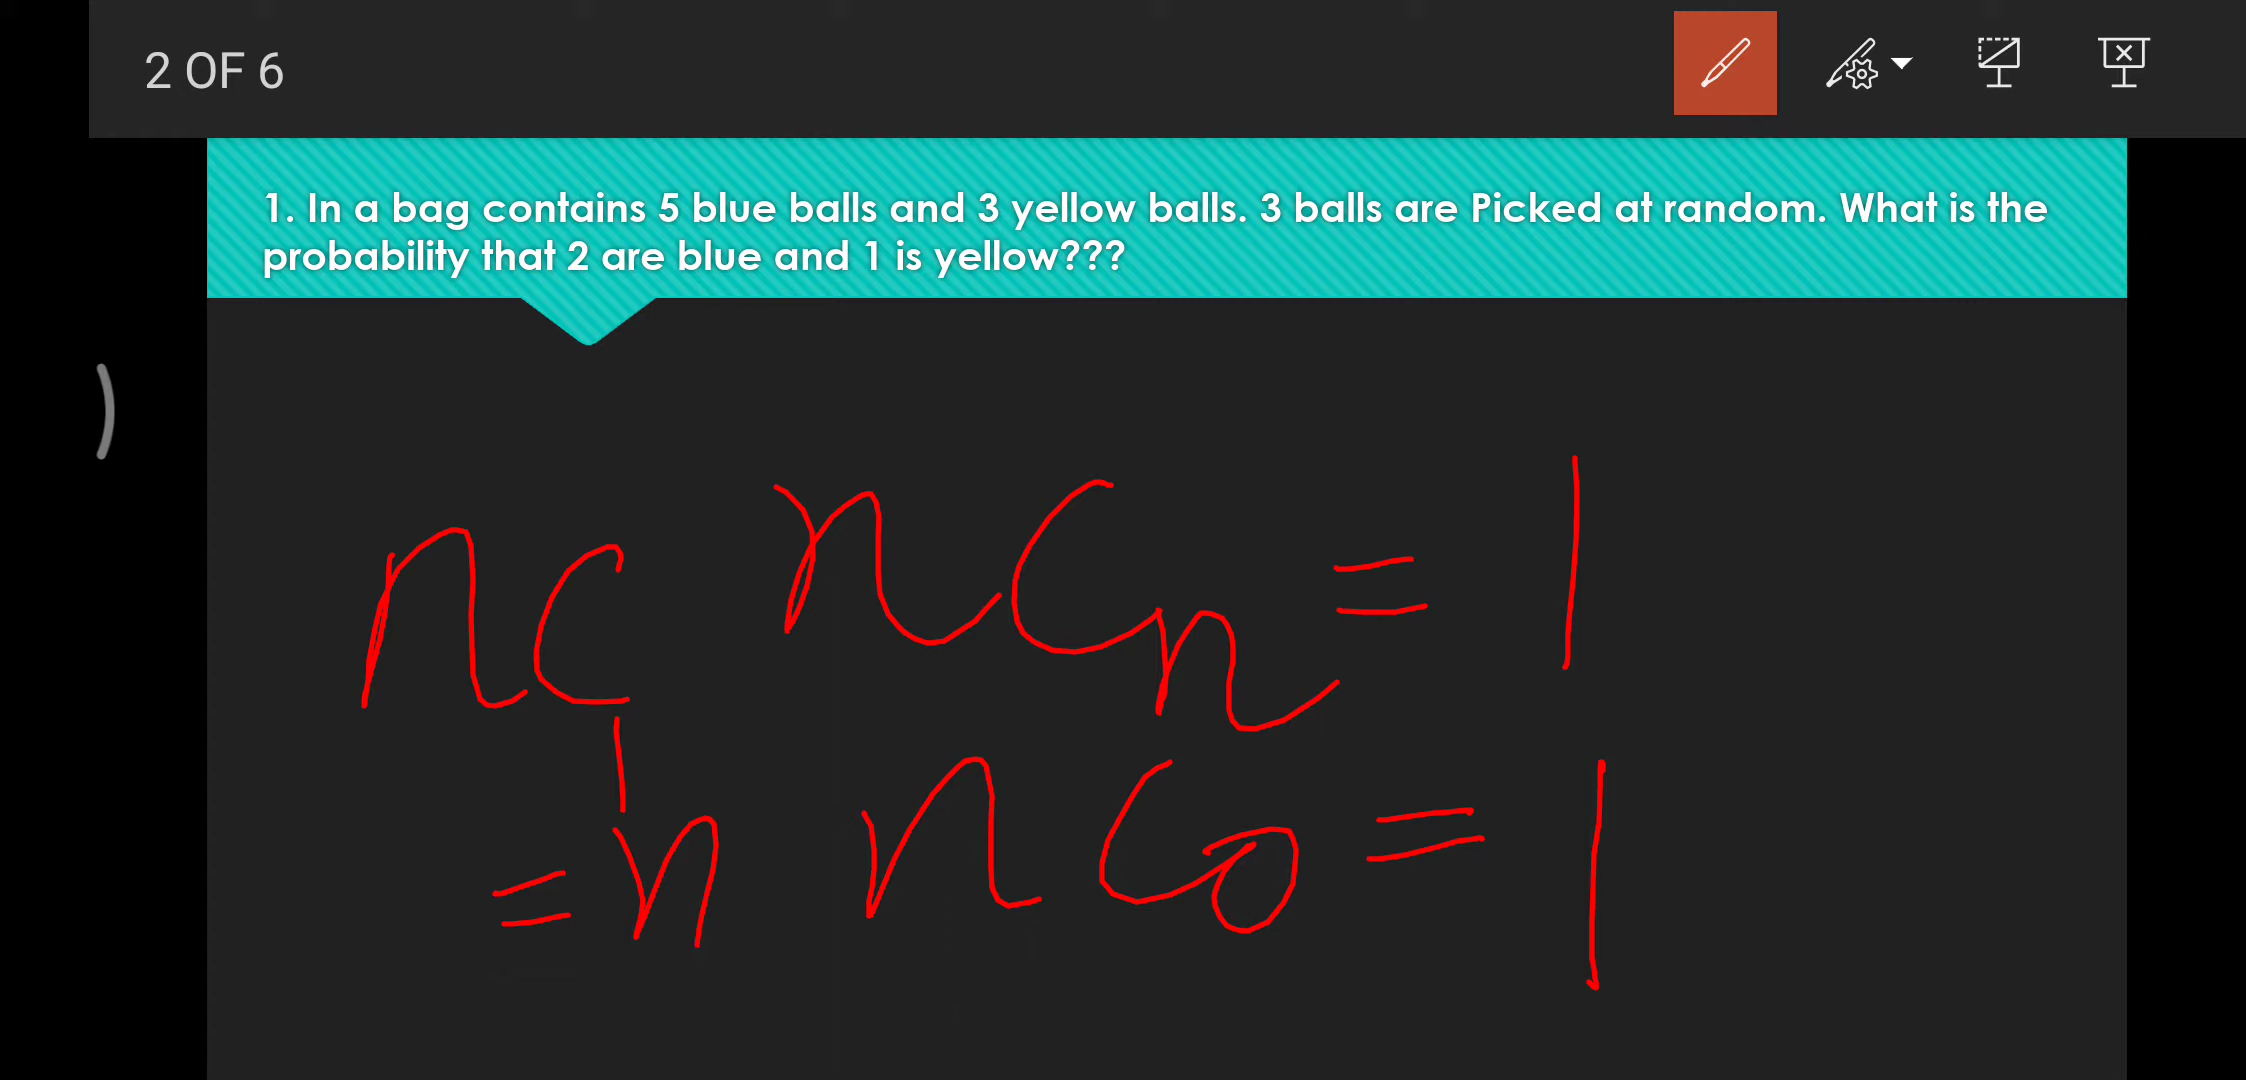 2 OF 6
1. In a bag contains 5 blue balls and 3 yellow balls. 3 balls are Picked at random. What is the
probability that 2 are blue and 1 is yellow???
nC1 nCn = 1
= n nC0 = 1